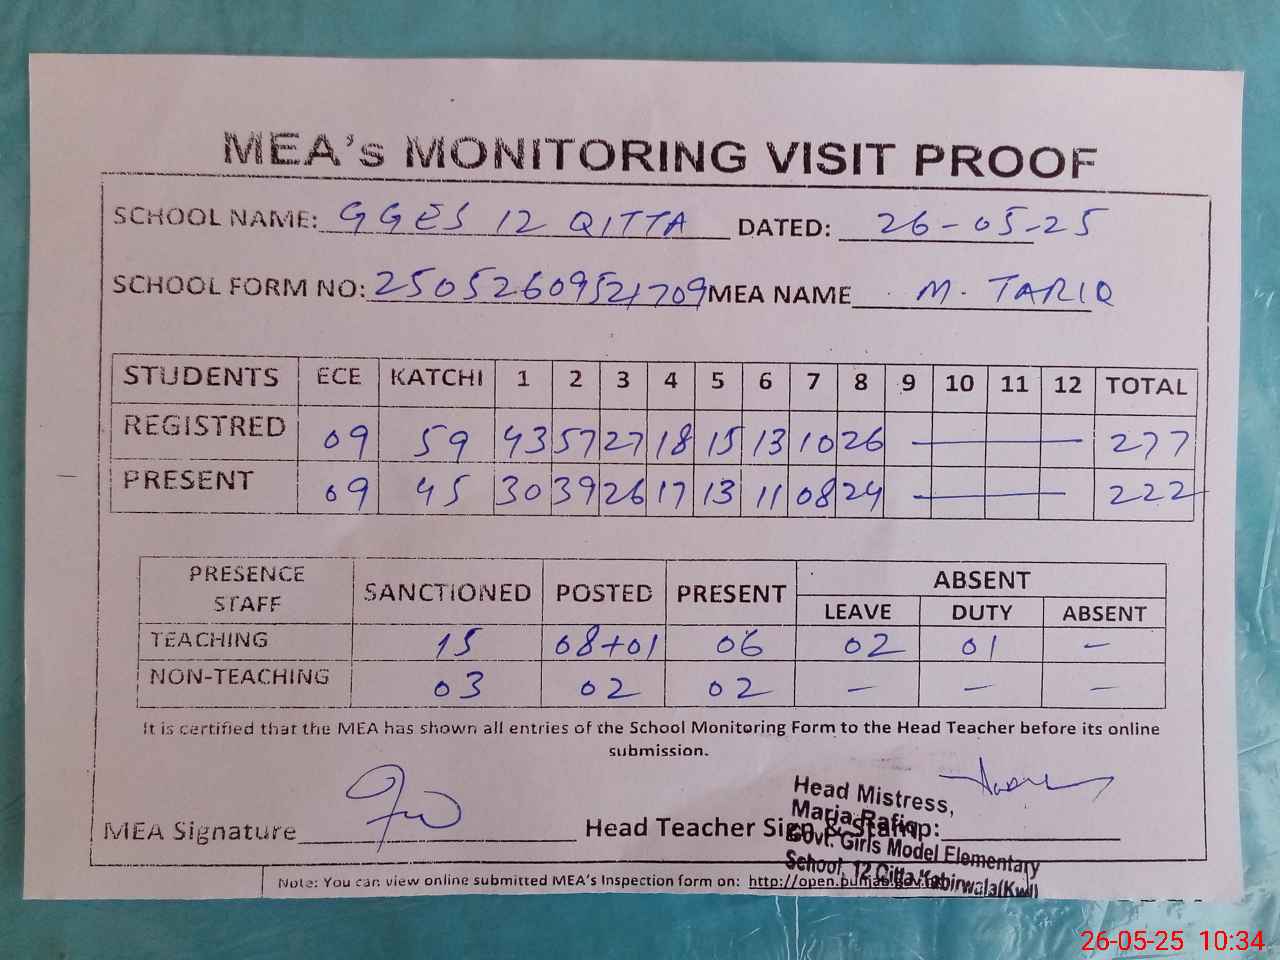 MEA's MONITORING VISIT PROOF
SCHOOL NAME: GGES 12 QITTA DATED: 26-05-25
SCHOOL FORM NO: 25052609521709 MEA NAME M. TARIQ
STUDENTS ECE KATCHI 1 2 3 4 5 6 7 8 9 10 11 12 TOTAL
REGISTRED 09 59 43 57 27 18 15 13 10 26 — 277
PRESENT 09 45 30 39 26 17 13 11 08 24 — 222
PRESENCE STAFF SANCTIONED POSTED PRESENT ABSENT
LEAVE DUTY ABSENT
TEACHING 15 08+01 06 02 01 -
NON-TEACHING 03 02 02 - - -
It is certified that the MEA has shown all entries of the School Monitoring Form to the Head Teacher before its online
submission.
MEA Signature Head Teacher Sign & Stamp:
Head Mistress,
Maria Rafiq
Govt. Girls Model Elementary
School, 12 Qitta Kabirwala(Kwl)
Note: You can view online submitted MEA's Inspection form on: http://open.punjab.gov
26-05-25 10:34